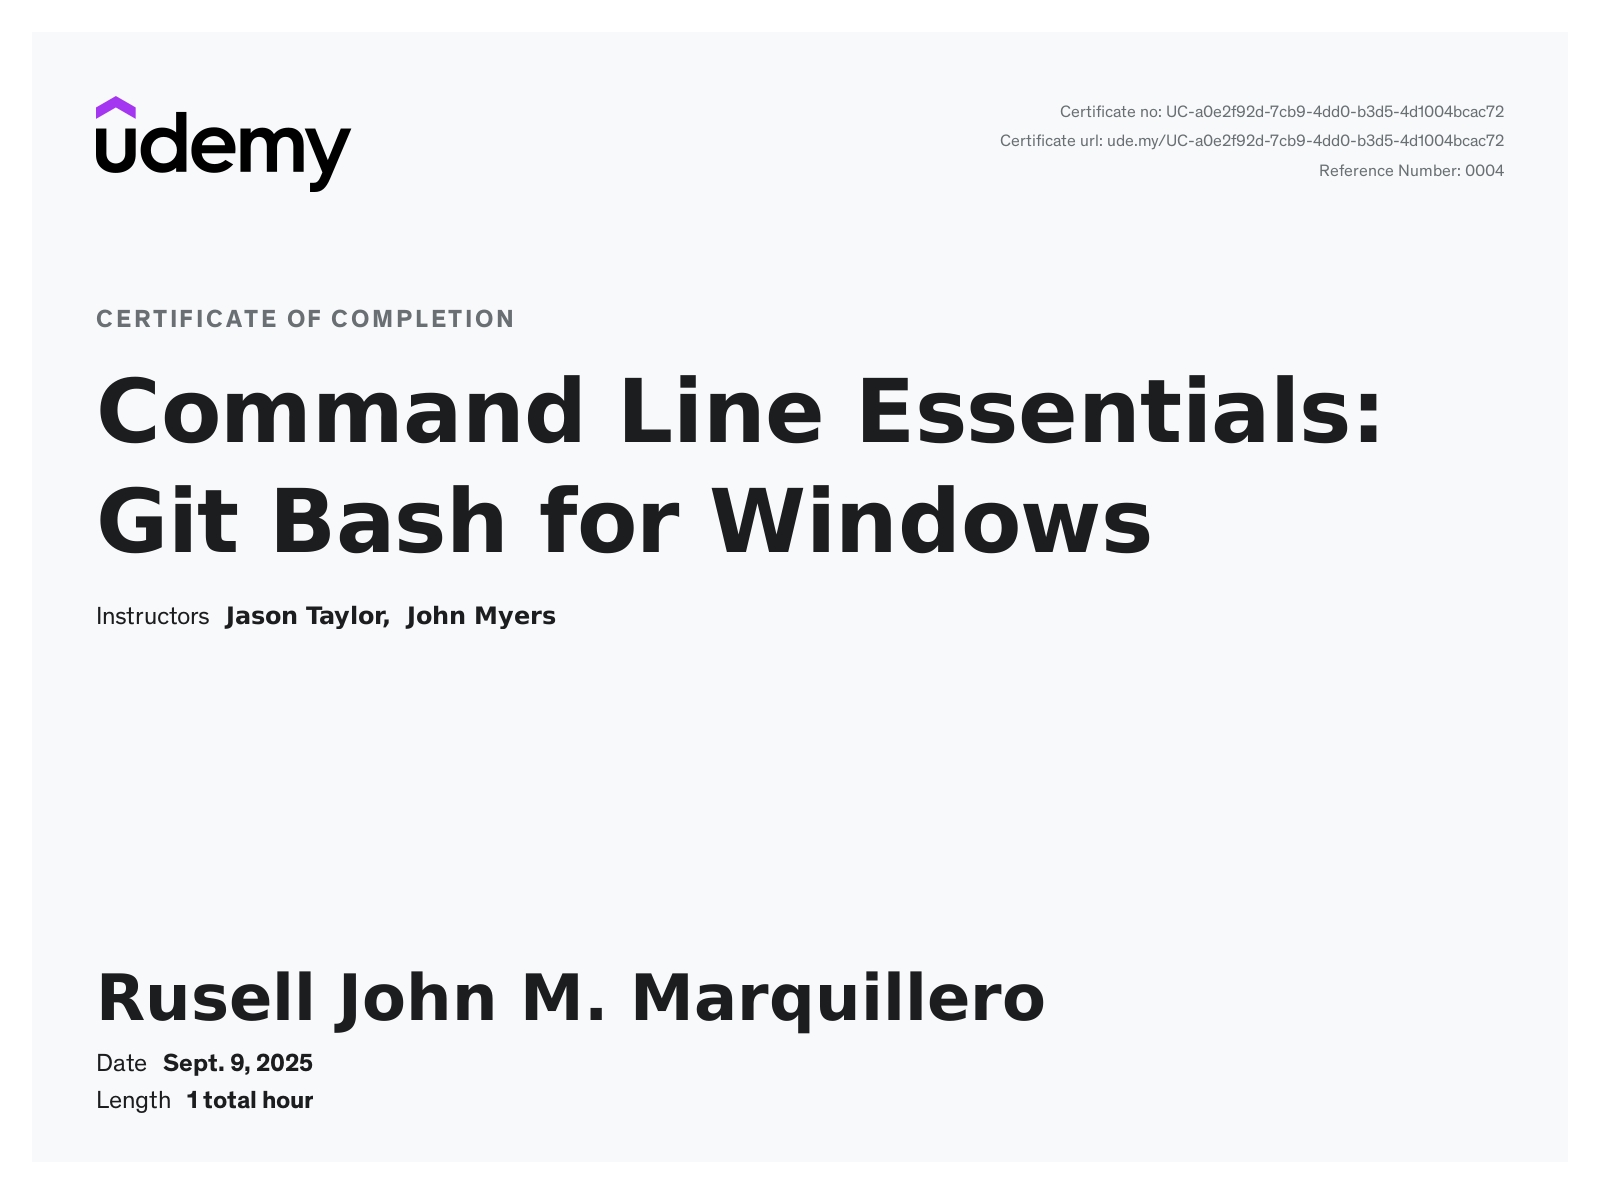 udemy
Certificate no: UC-a0e2f92d-7cb9-4dd0-b3d5-4d1004bcac72
Certificate url: ude.my/UC-a0e2f92d-7cb9-4dd0-b3d5-4d1004bcac72
Reference Number: 0004
CERTIFICATE OF COMPLETION
Command Line Essentials:
Git Bash for Windows
Instructors Jason Taylor, John Myers
Rusell John M. Marquillero
Date Sept. 9, 2025
Length 1 total hour